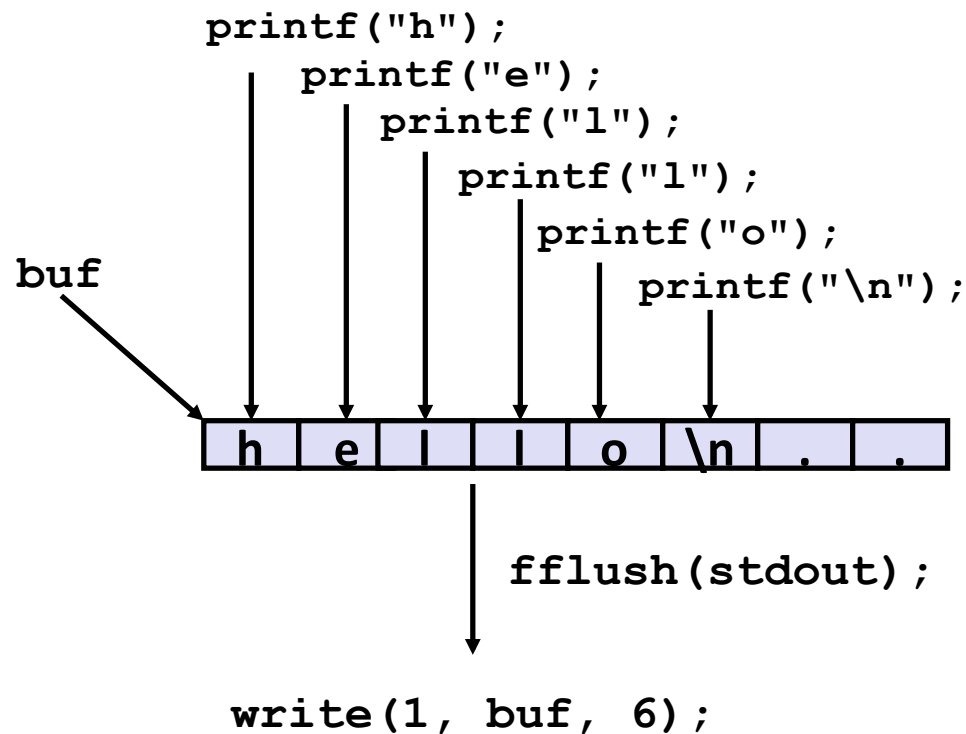 printf("h");
printf("e");
printf("l");
printf("l");
printf("o");
buf
printf("\n");
h e l l o \n . .
fflush(stdout);
write(1, buf, 6);